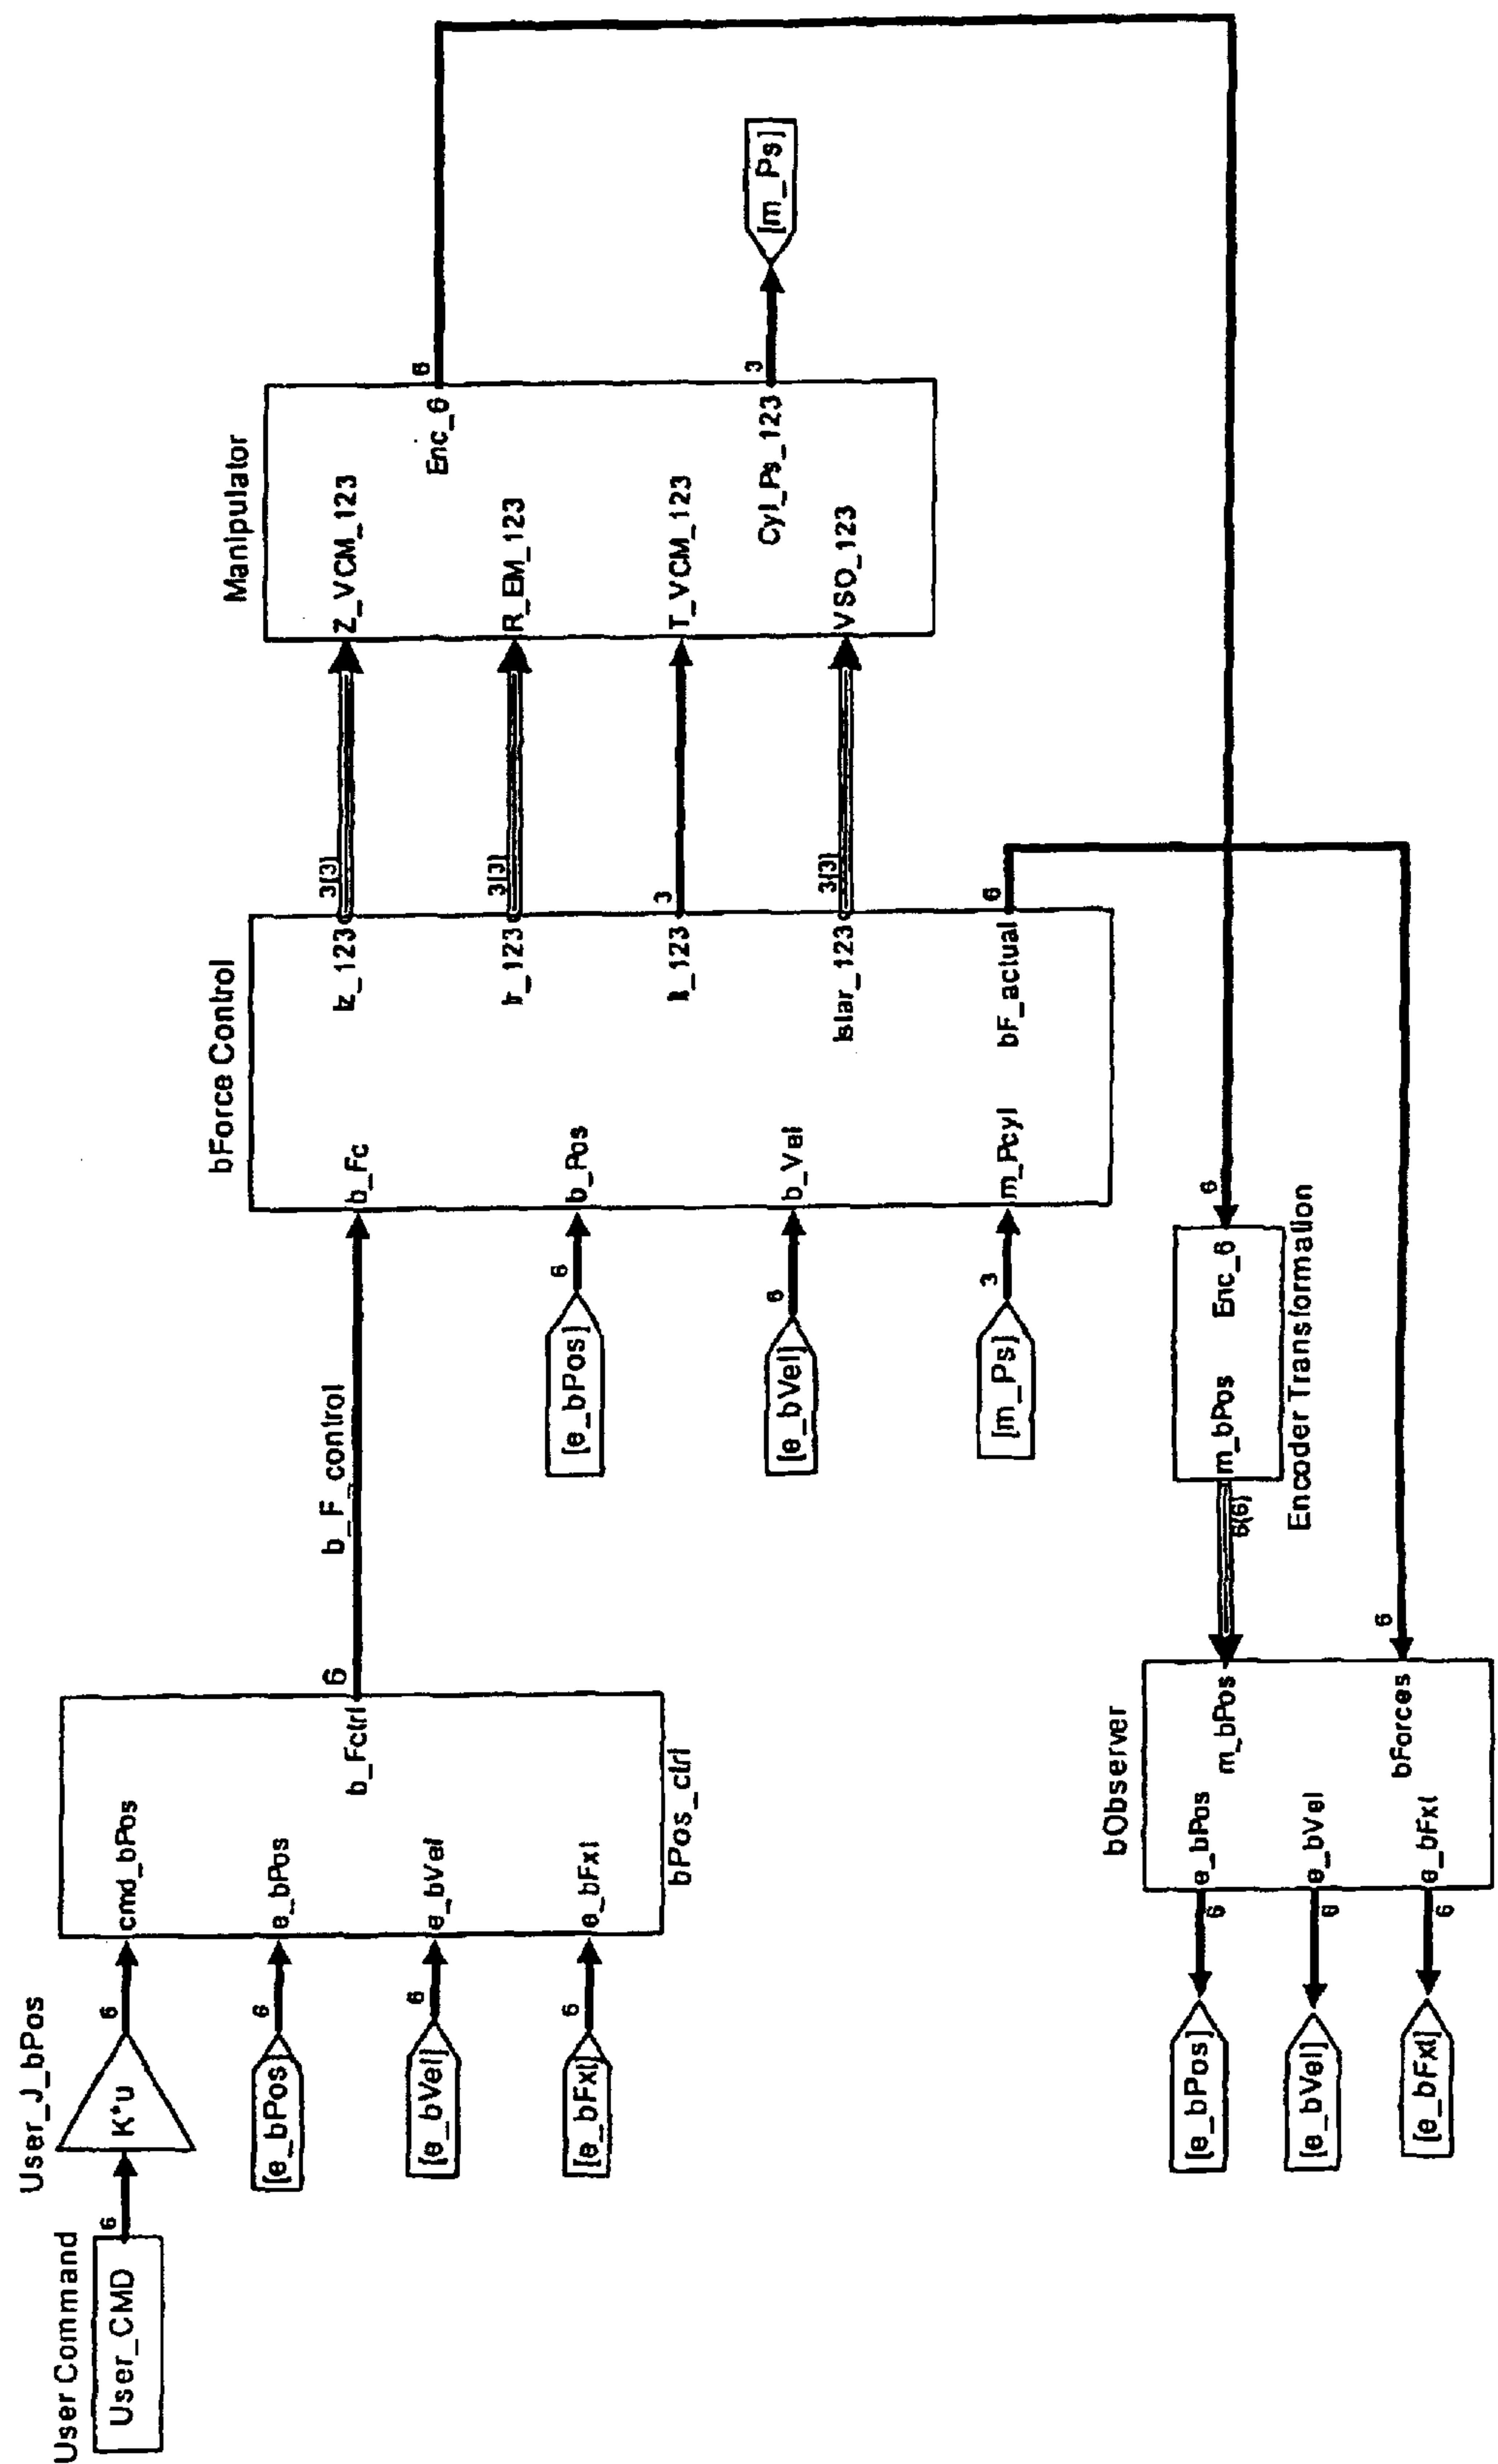 User Command
User_CMD
6
User_J_bPos
K*u
6
[e_bPos]
6
[e_bVel]
6
[e_bFxt]
6
cmd_bPos
e_bPos
e_bVel
e_bFxt
b_Fctrl
bPos_ctrl
6
b_F_control
[e_bPos]
6
[e_bVel]
6
[m_Ps]
3
bForce Control
b_Fc
b_Pos
b_Vel
m_Pcyl
Iz_123
Ir_123
It_123
Istar_123
bF_actual
3{3}
3{3}
3
3{3}
6
Manipulator
Z_VCM_123
R_EM_123
T_VCM_123
VSO_123
Enc_6
Cyl_Ps_123
6
3
[m_Ps]
[e_bPos]
[e_bVel]
[e_bFxt]
6
6
6
bObserver
e_bPos
e_bVel
e_bFxt
m_bPos
bForces
6{6}
6
m_bPos
Enc_6
Encoder Transformation
6